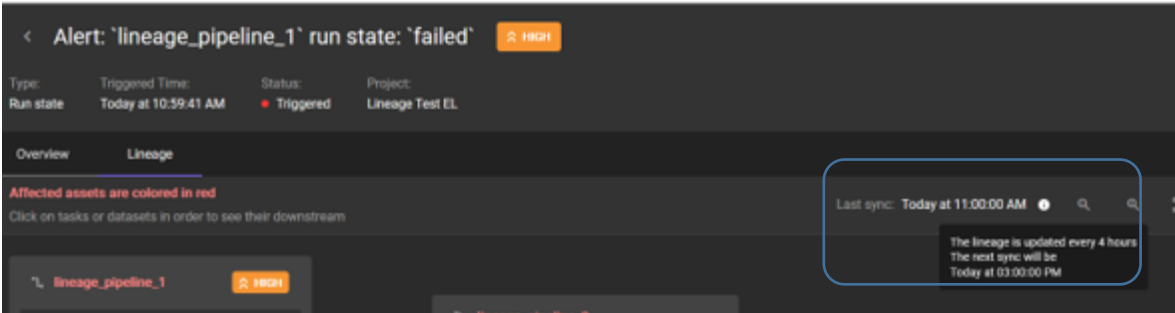 Alert: `lineage_pipeline_1` run state: `failed` HIGH
Type: Triggered Time: Status: Project:
Run state Today at 10:59:41 AM Triggered Lineage Test EL
Overview Lineage
Affected assets are colored in red
Click on tasks or datasets in order to see their downstream
Last sync: Today at 11:00:00 AM
The lineage is updated every 4 hours
The next sync will be
Today at 03:00:00 PM
lineage_pipeline_1 HIGH